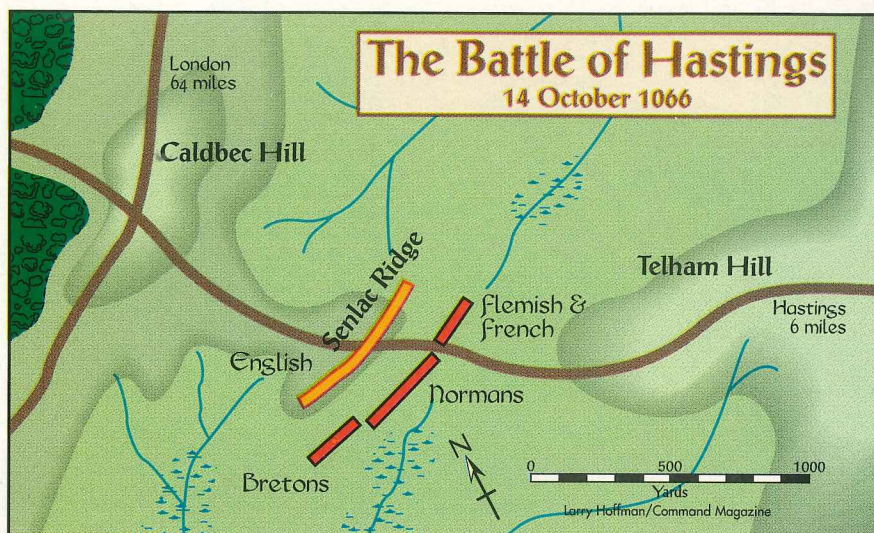 The Battle of Hastings
14 October 1066
London
64 miles
Caldbec Hill
Senlac Ridge
Telham Hill
Flemish &
French
Hastings
6 miles
English
Normans
Bretons
N
0 500 1000
Yards
Larry Hoffman/Command Magazine